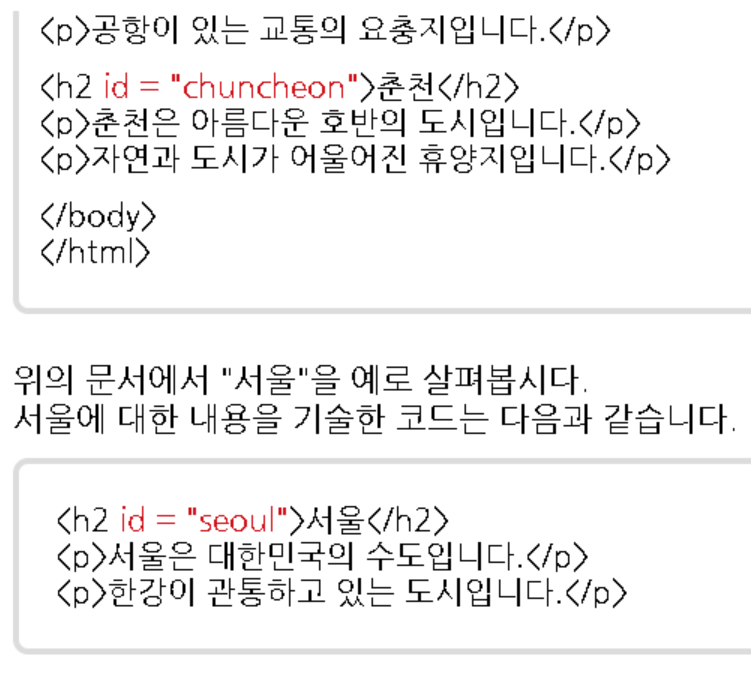 <p>공항이 있는 교통의 요충지입니다.</p>
<h2 id = "chuncheon">춘천</h2>
<p>춘천은 아름다운 호반의 도시입니다.</p>
<p>자연과 도시가 어울어진 휴양지입니다.</p>
</body>
</html>
위의 문서에서 "서울"을 예로 살펴봅시다.
서울에 대한 내용을 기술한 코드는 다음과 같습니다.
<h2 id = "seoul">서울</h2>
<p>서울은 대한민국의 수도입니다.</p>
<p>한강이 관통하고 있는 도시입니다.</p>